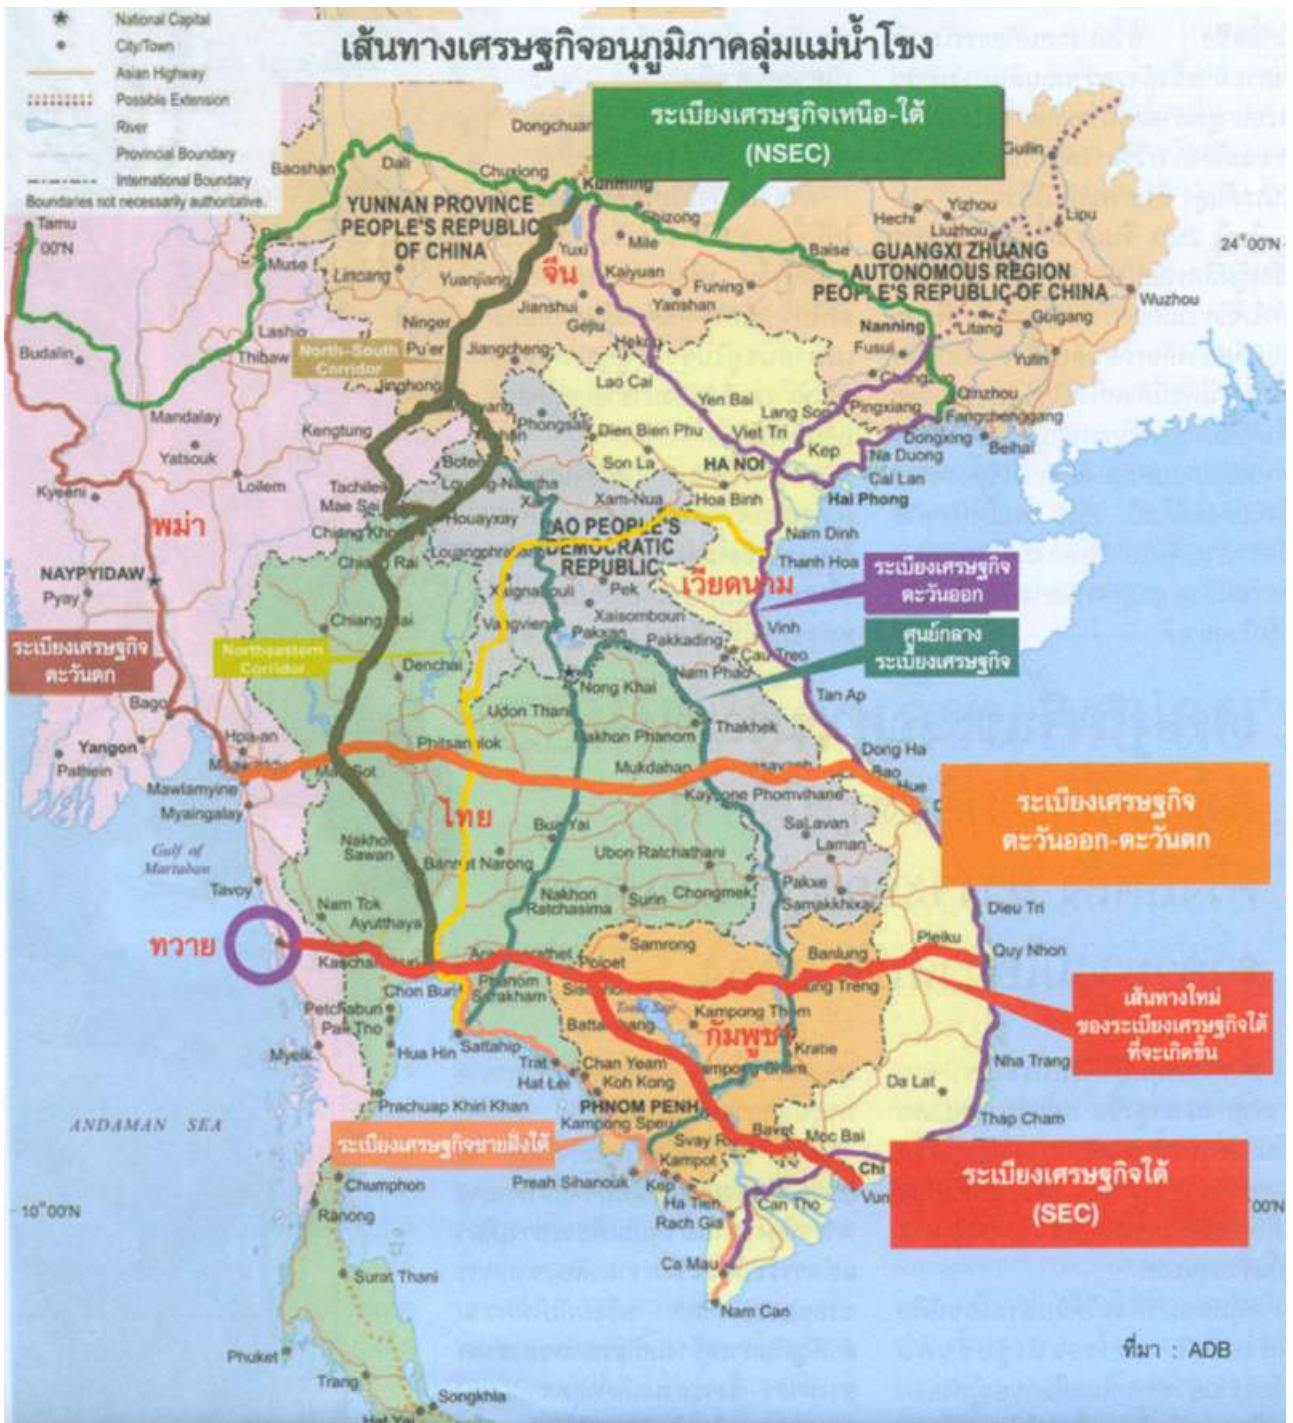 National Capital
City/Town
Asian Highway
Possible Extension
River
Provincial Boundary
International Boundary
Boundaries not necessarily authoritative.
เส้นทางเศรษฐกิจอนุภูมิภาคลุ่มแม่น้ำโขง
ระเบียงเศรษฐกิจเหนือ-ใต้
(NSEC)
Dongchuan
Baoshan
Dali
Chuxiong
Kunming
Gulin
YUNNAN PROVINCE
PEOPLE'S REPUBLIC
OF CHINA
Shizong
Mile
Yuxi
Hechi
Yizhou
Liuzhou
Lipu
Baise
Tamu
00'N
24°00'N
GUANGXI ZHUANG
AUTONOMOUS REGION
PEOPLE'S REPUBLIC OF CHINA
จีน
Muse
Lincang
Yuanjiang
Kaiyuan
Funing
Yanshan
Jianshui
Gejiu
Wuzhou
Guigang
Litang
Nanning
Fusui
Yulin
Lashio
Thibaw
Ninger
Pu'er
Jiangcheng
Budalin
North-South
Corridor
Jinghong
Lao Cai
Yen Bai
Lang Son
Pingxiang
Qinzhou
Fangchenggang
Dongxing
Beihai
Mandalay
Kengtung
Phongsali
Dien Bien Phu
Viet Tri
Kep
Na Duong
Cai Lan
Hai Phong
Yatsouk
Loilem
Boten
Son La
HA NOI
Tachileik
Mae Sai
Xam-Nua
Hoa Binh
Houayxay
พม่า
Chiang Rai
LAO PEOPLE'S
DEMOCRATIC
REPUBLIC
Nam Dinh
Thanh Hoa
เวียดนาม
ระเบียงเศรษฐกิจ
ตะวันออก
NAYPYIDAW
Pyay
Pek
Xaisomboun
Vangvieng
Pakxan
Pakkading
Vinh
Cau Treo
Nam Phao
ศูนย์กลาง
ระเบียงเศรษฐกิจ
ระเบียงเศรษฐกิจ
ตะวันตก
Northeastern
Corridor
Chiang Mai
Denchai
Nong Khai
Tan Ap
Bago
Udon Thani
Nakhon Phanom
Thakhek
Yangon
Pathein
Hpa-an
Phitsanulok
Mukdahan
Dong Ha
Hue
Mae Sot
Mawlamyine
Myaingalay
Kaysone Phomvihane
ไทย
ระเบียงเศรษฐกิจ
ตะวันออก-ตะวันตก
Gulf of
Martaban
Nakhon
Sawan
Bua Yai
Bamnet Narong
Ubon Ratchathani
SaLavan
Laman
Tavoy
Nam Tok
Ayutthaya
Nakhon
Ratchasima
Surin
Chongmek
Pakxe
Samakkhixai
Dieu Tri
ทวาย
Samrong
Poipet
Banlung
Pleiku
Quy Nhon
Chon Buri
Phanom
Sarakham
Tonle Sap
Kampong Thom
เส้นทางใหม่
ของระเบียงเศรษฐกิจใต้
ที่จะเกิดขึ้น
Petchaburi
Pak Tho
กัมพูชา
Myeik
Hua Hin
Sattahip
Trat
Hat Lek
Chan Yeam
Koh Kong
Kratie
Nha Trang
Da Lat
Prachuap Khiri Khan
PHNOM PENH
Kampong Speu
Thap Cham
ANDAMAN SEA
ระเบียงเศรษฐกิจชายฝั่งใต้
Bavet
Moc Bai
Chi
Kampot
Preah Sihanouk
Kep
Ha Tien
Rach Gia
Can Tho
ระเบียงเศรษฐกิจใต้
(SEC)
Chumphon
Ranong
10°00'N
00'N
Surat Thani
Ca Mau
Nam Can
Phuket
Trang
Songkhla
Hat Yai
ที่มา : ADB